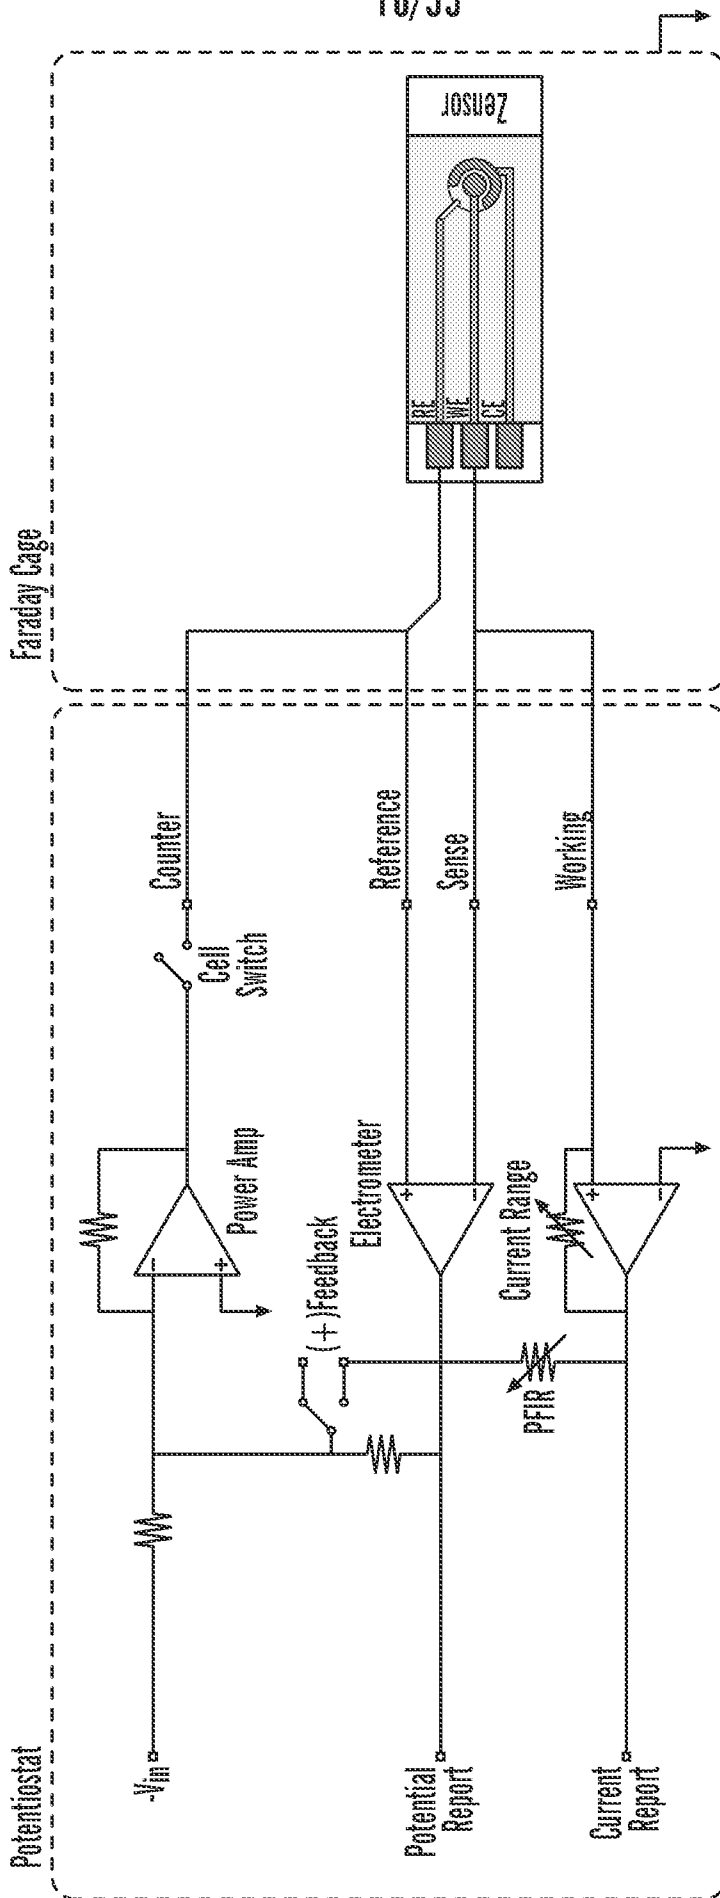 Potentiostat
Faraday Cage
-Vin
Power Amp
Cell
Switch
Counter
(+)Feedback
Electrometer
Reference
Sense
Potential
Report
PFIR
Current Range
Working
Current
Report
RE
WE
CE
Zensor
+
−
+
−
+
−